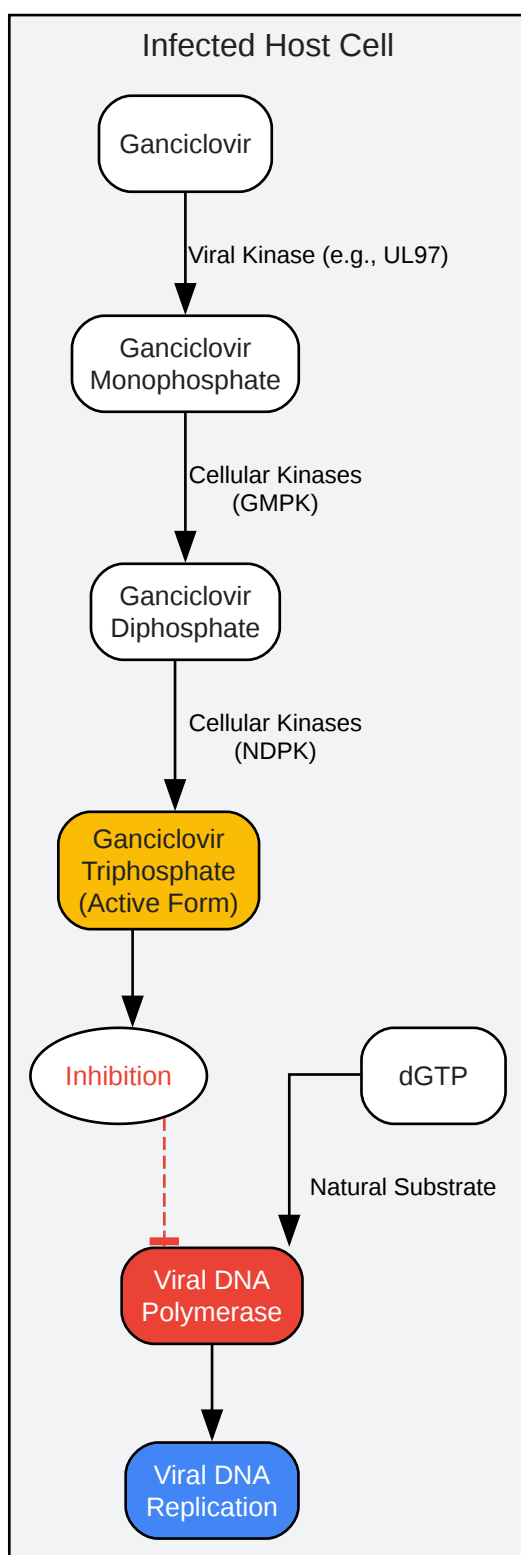 Infected Host Cell
Ganciclovir
Viral Kinase (e.g., UL97)
Ganciclovir
Monophosphate
Cellular Kinases
(GMPK)
Ganciclovir
Diphosphate
Cellular Kinases
(NDPK)
Ganciclovir
Triphosphate
(Active Form)
Inhibition
dGTP
Natural Substrate
Viral DNA
Polymerase
Viral DNA
Replication